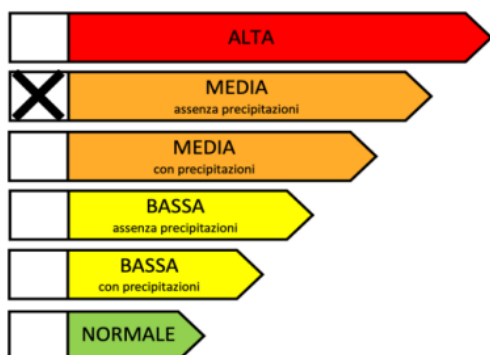 ALTA
MEDIA
assenza precipitazioni
MEDIA
con precipitazioni
BASSA
assenza precipitazioni
BASSA
con precipitazioni
NORMALE